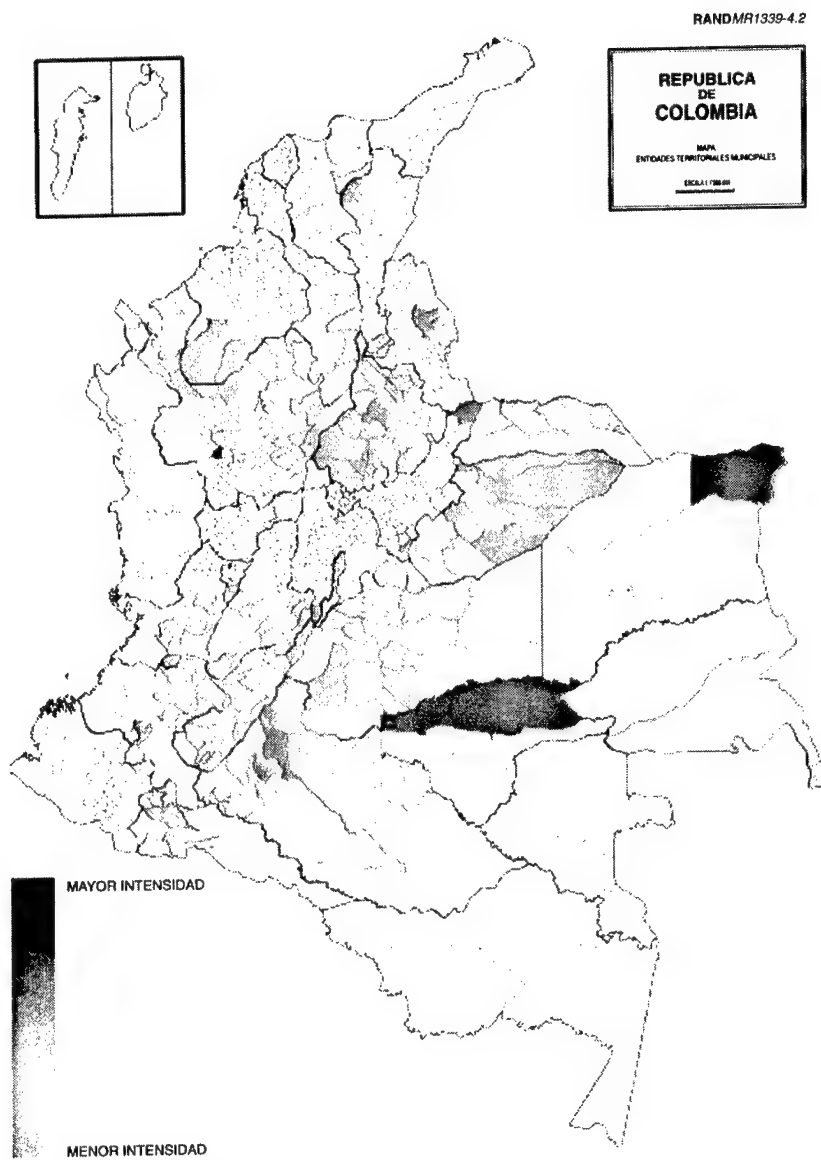 RANDMR1339-4.2
REPUBLICA
DE
COLOMBIA
MAPA
ENTIDADES TERRITORIALES MUNICIPALES
MAYOR INTENSIDAD
MENOR INTENSIDAD